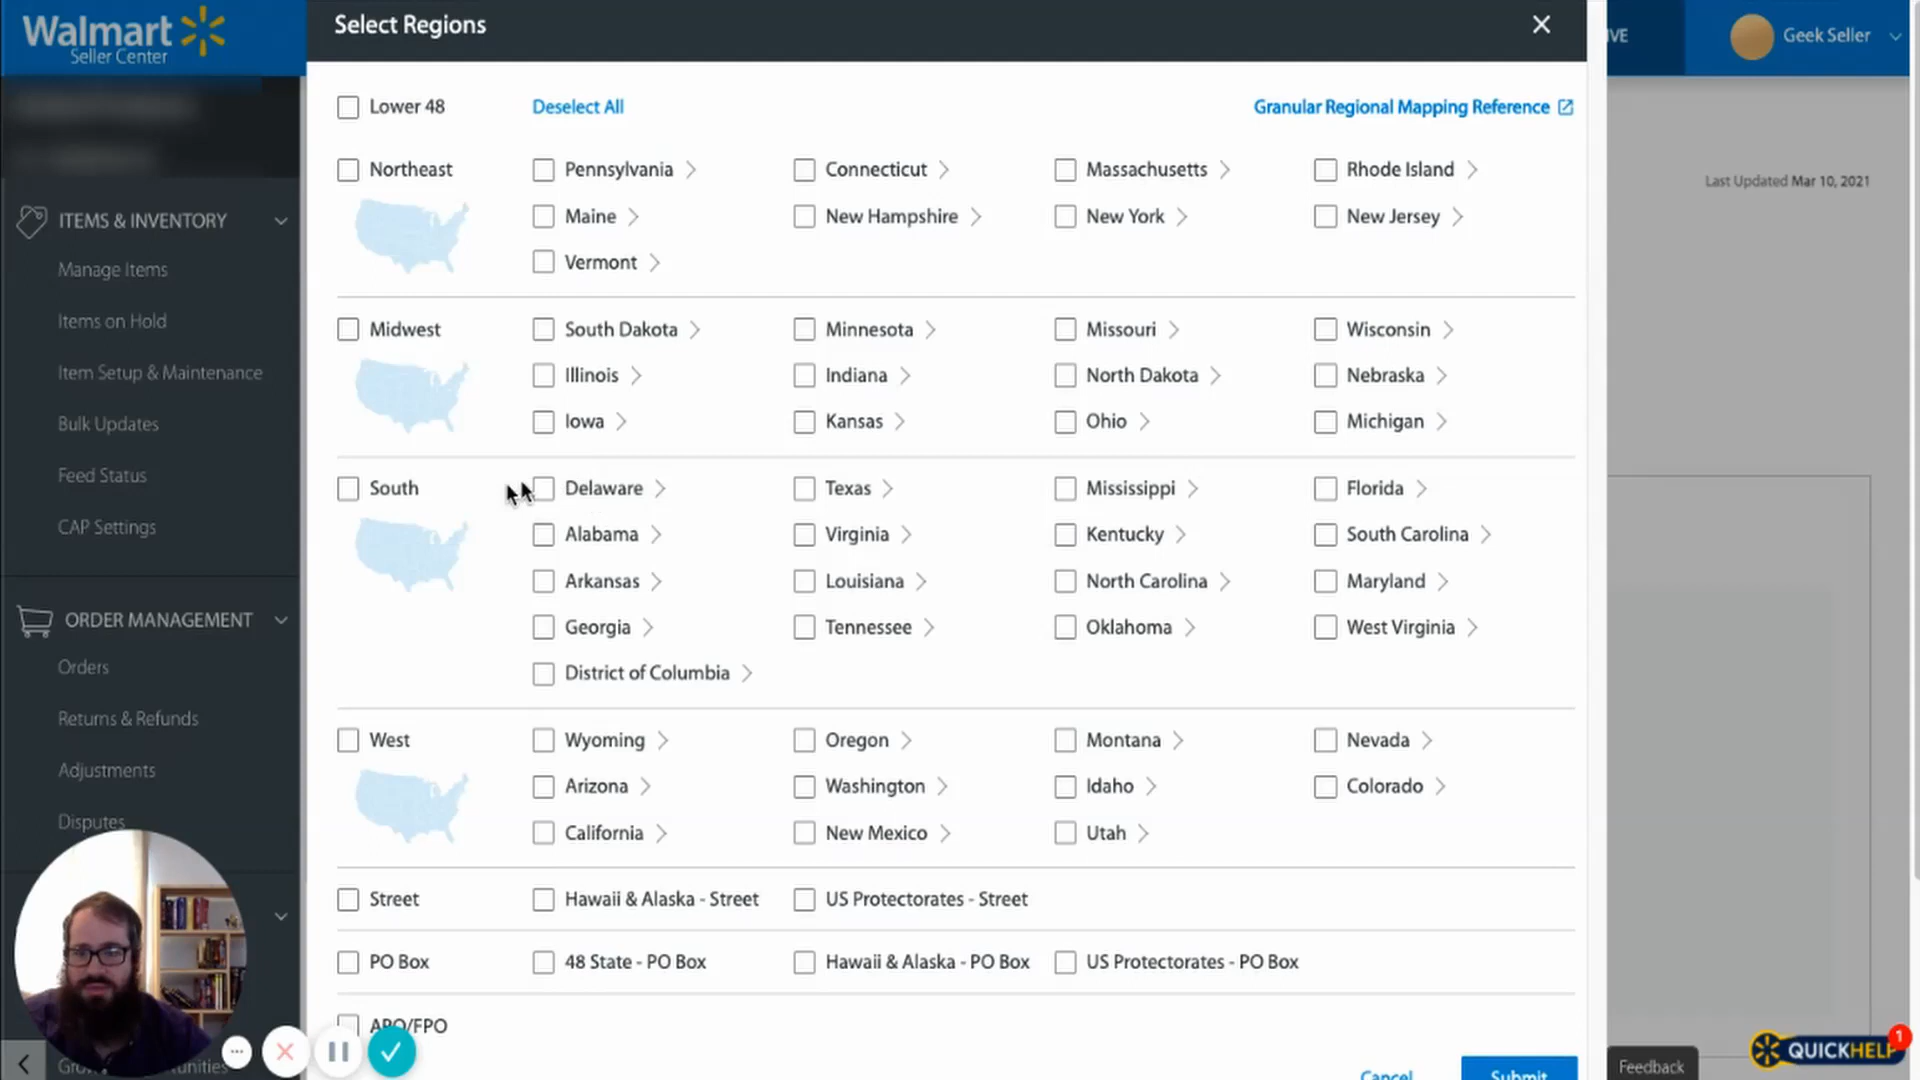 Walmart
Seller Center
Select Regions
IVE
Geek Seller
Lower 48
Deselect All
Granular Regional Mapping Reference
Last Updated Mar 10, 2021
Northeast
Pennsylvania
Connecticut
Massachusetts
Rhode Island
Maine
New Hampshire
New York
New Jersey
Vermont
Midwest
South Dakota
Minnesota
Missouri
Wisconsin
Illinois
Indiana
North Dakota
Nebraska
Iowa
Kansas
Ohio
Michigan
South
Delaware
Texas
Mississippi
Florida
Alabama
Virginia
Kentucky
South Carolina
Arkansas
Louisiana
North Carolina
Maryland
Georgia
Tennessee
Oklahoma
West Virginia
District of Columbia
West
Wyoming
Oregon
Montana
Nevada
Arizona
Washington
Idaho
Colorado
California
New Mexico
Utah
Street
Hawaii & Alaska - Street
US Protectorates - Street
PO Box
48 State - PO Box
Hawaii & Alaska - PO Box
US Protectorates - PO Box
APO/FPO
Cancel
Submit
ITEMS & INVENTORY
Manage Items
Items on Hold
Item Setup & Maintenance
Bulk Updates
Feed Status
CAP Settings
ORDER MANAGEMENT
Orders
Returns & Refunds
Adjustments
Disputes
Feedback
QUICKHELP
1